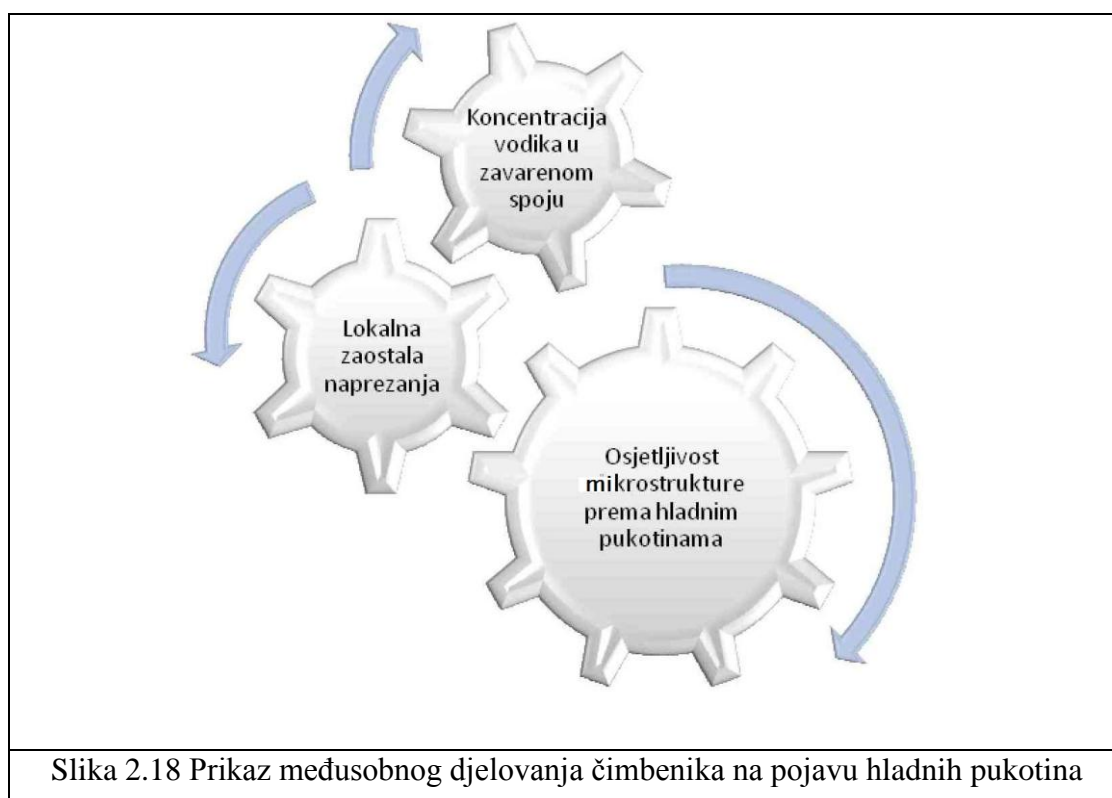 Koncentracija
vodika u
zavarenom
spoju
Lokalna
zaostala
naprezanja
Osjetljivost
mikrostrukture
prema hladnim
pukotinama
Slika 2.18 Prikaz međusobnog djelovanja čimbenika na pojavu hladnih pukotina